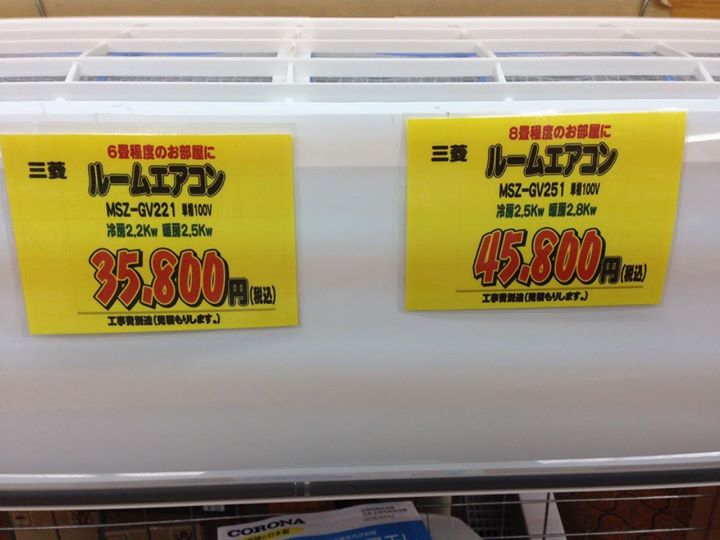 6畳程度のお部屋に
三菱 ルームエアコン
MSZ-GV221 単相100V
冷房2.2Kw 暖房2.5Kw
35,800円(税込)
工事費別途(見積もりします。)
8畳程度のお部屋に
三菱 ルームエアコン
MSZ-GV251 単相100V
冷房2.5Kw 暖房2.8Kw
45,800円(税込)
工事費別途(見積もりします。)
CORONA